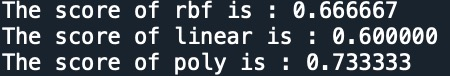 The score of rbf is : 0.666667
The score of linear is : 0.600000
The score of poly is : 0.733333